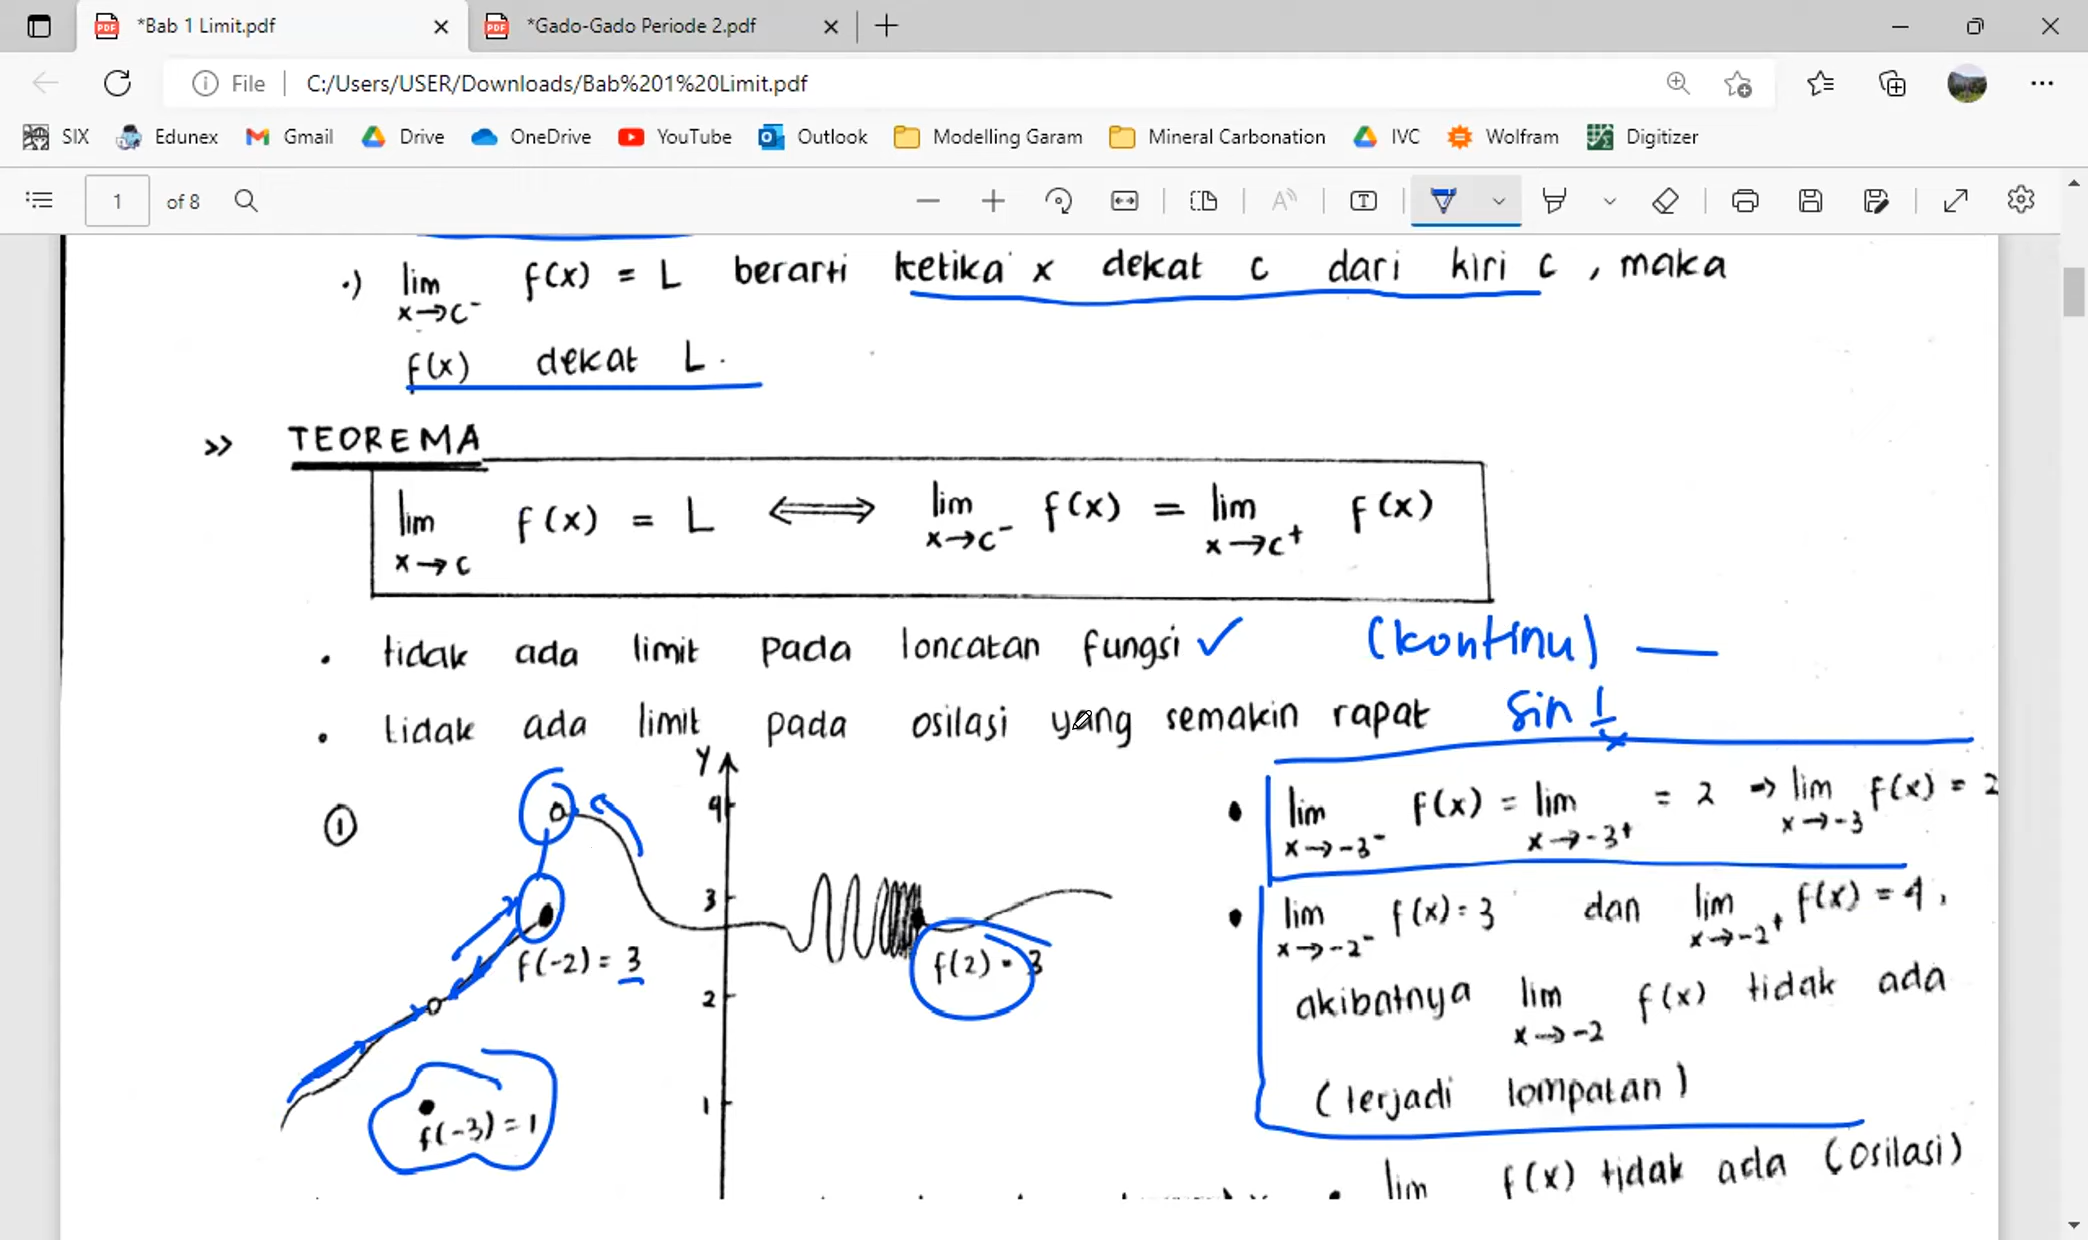 *Bab 1 Limit.pdf
*Gado-Gado Periode 2.pdf
File C:/Users/USER/Downloads/Bab%201%20Limit.pdf
SIX Edunex Gmail Drive OneDrive YouTube Outlook Modelling Garam Mineral Carbonation IVC Wolfram Digitizer
1 of 8
.) lim x→c⁻ f(x) = L berarti ketika x dekat c dari kiri c, maka
f(x) dekat L.
>> TEOREMA
lim x→c f(x) = L ⟺ lim x→c⁻ f(x) = lim x→c⁺ f(x)
• tidak ada limit pada loncatan fungsi ✓ (kontinu) —
• tidak ada limit pada osilasi yang semakin rapat sin 1/x
①
Y
4
3
2
1
f(-2) = 3
f(-3) = 1
f(2) = 3
• lim x→-3⁻ f(x) = lim x→-3⁺ = 2 → lim x→-3 f(x) = 2
• lim x→-2⁻ f(x) = 3 dan lim x→-2⁺ f(x) = 4,
akibatnya lim x→-2 f(x) tidak ada
(terjadi lompatan)
• lim f(x) tidak ada (osilasi)